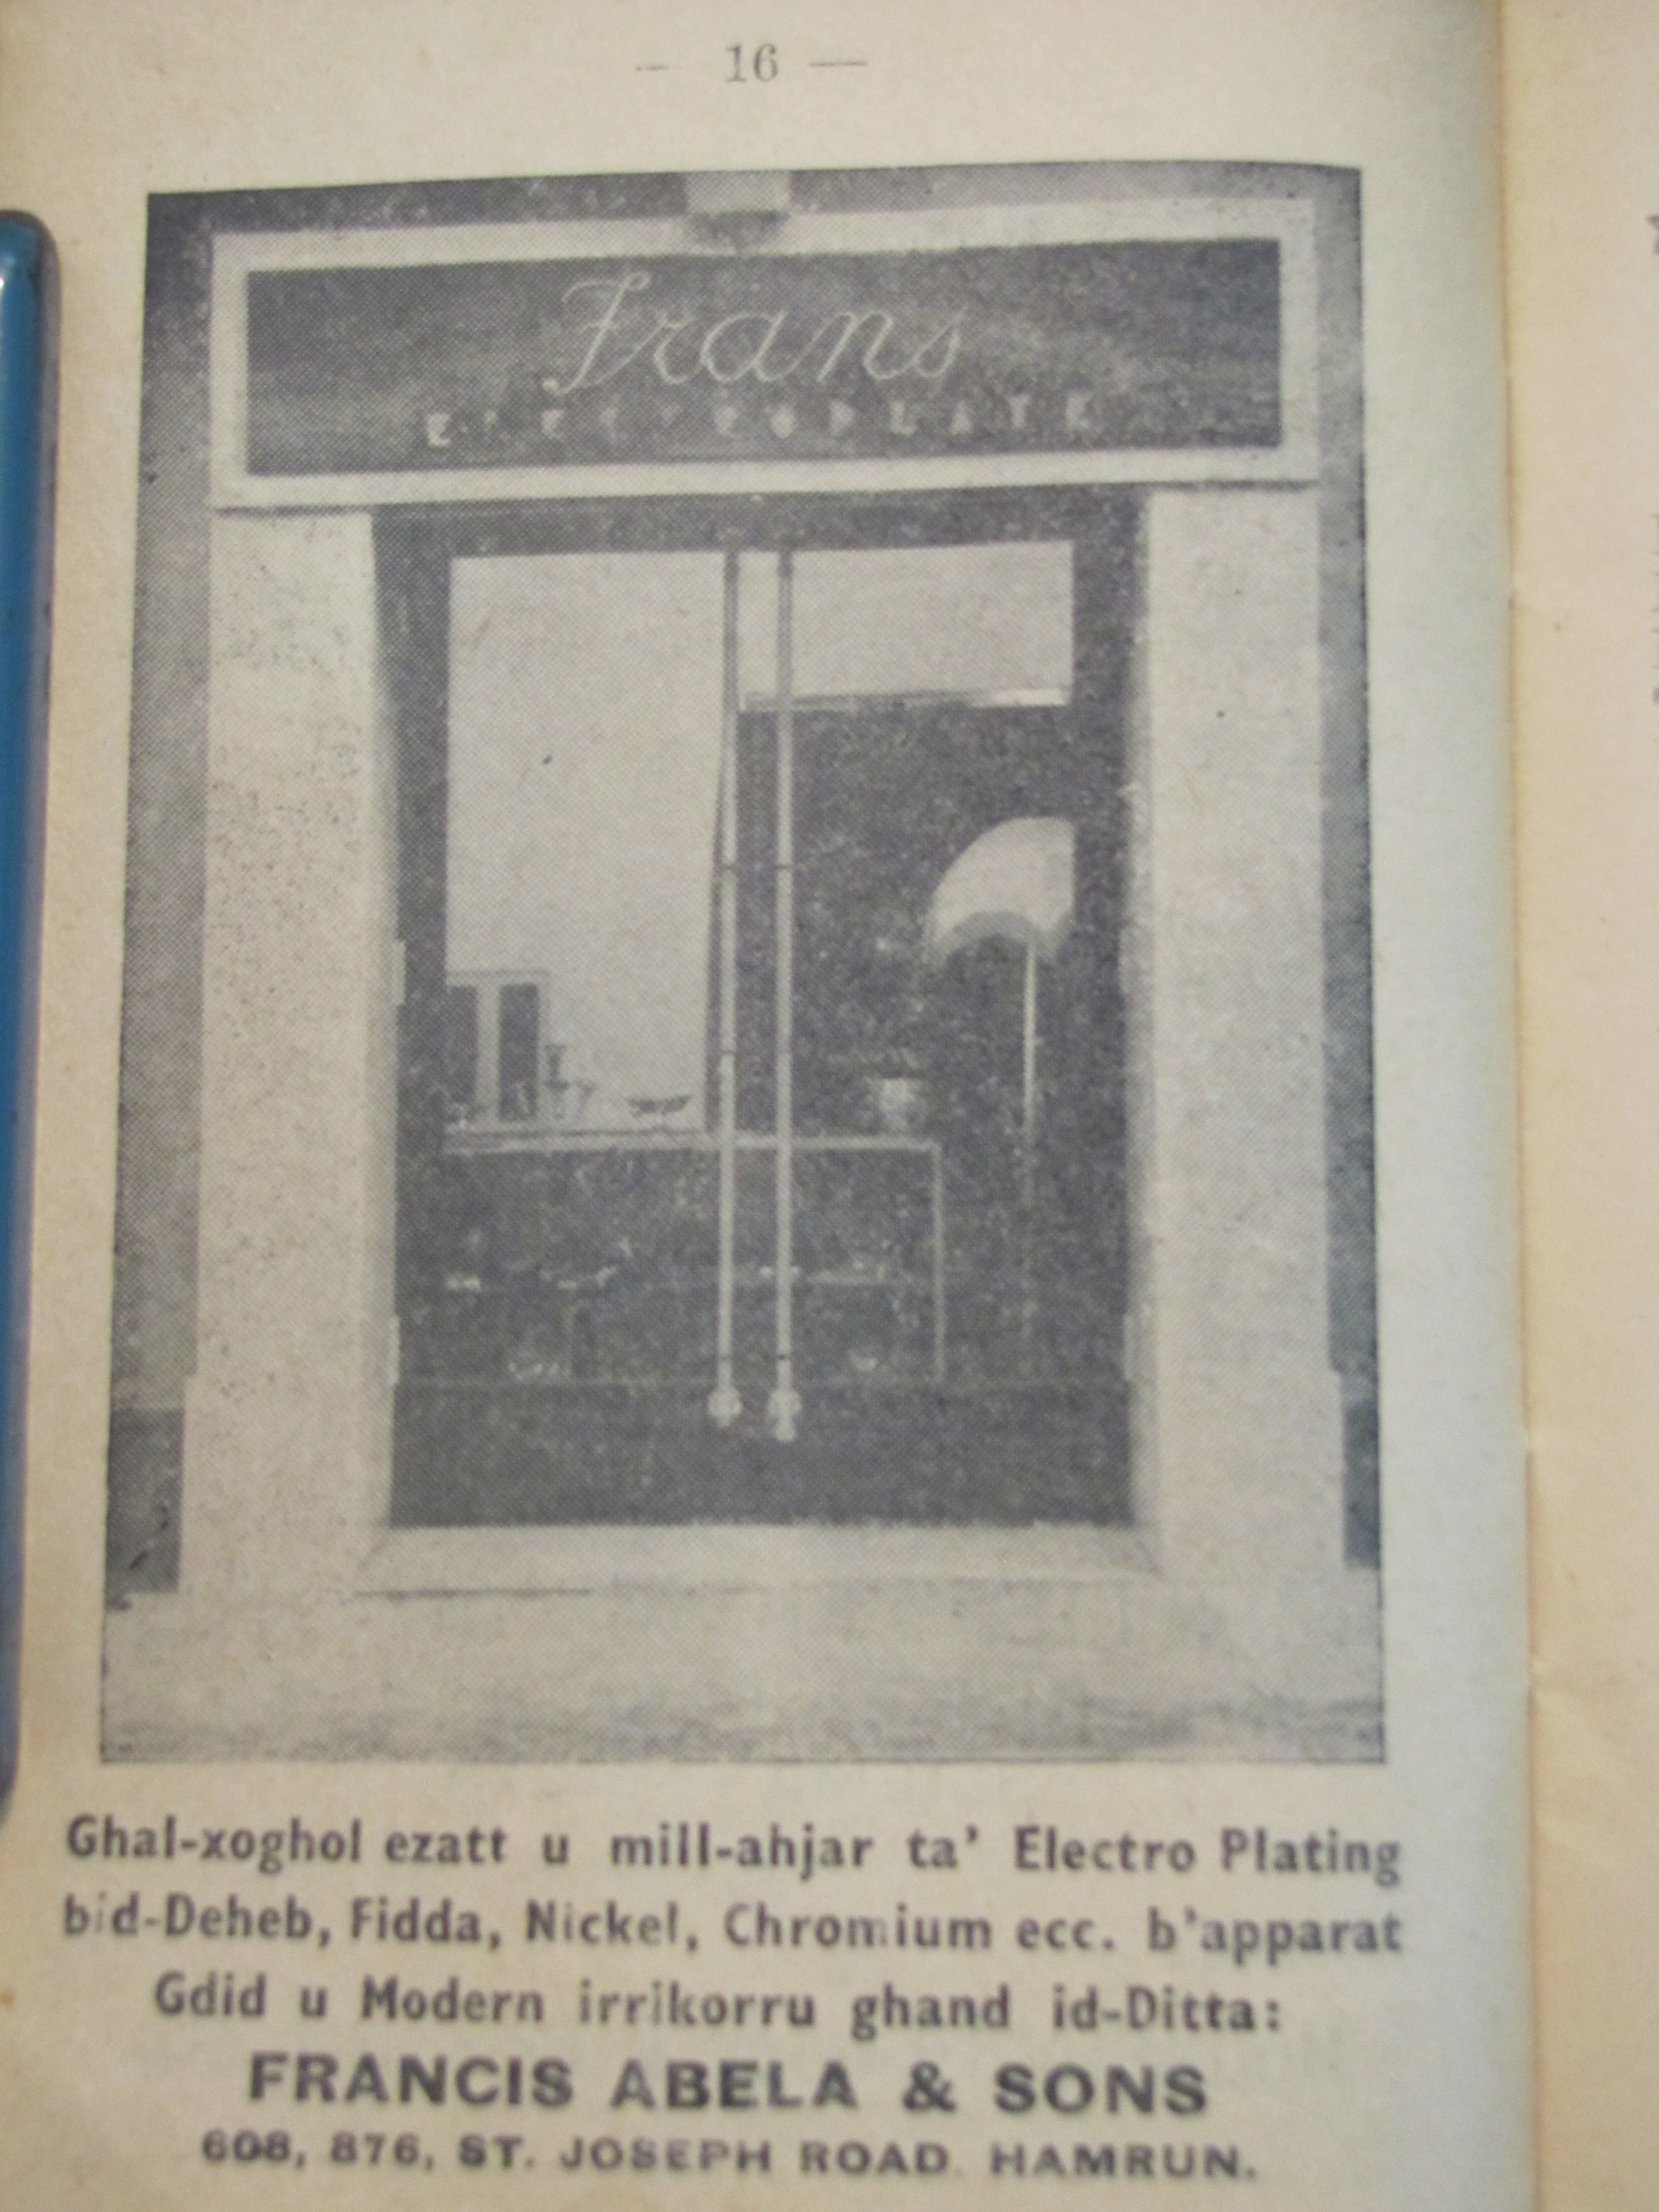 - 16 —
Frans
ELECTROPLATE
Ghal-xoghol ezatt u mill-ahjar ta' Electro Plating
bid-Deheb, Fidda, Nickel, Chromium ecc. b'apparat
Gdid u Modern irrikorru ghand id-Ditta:
FRANCIS ABELA & SONS
608, 876, ST. JOSEPH ROAD. HAMRUN.